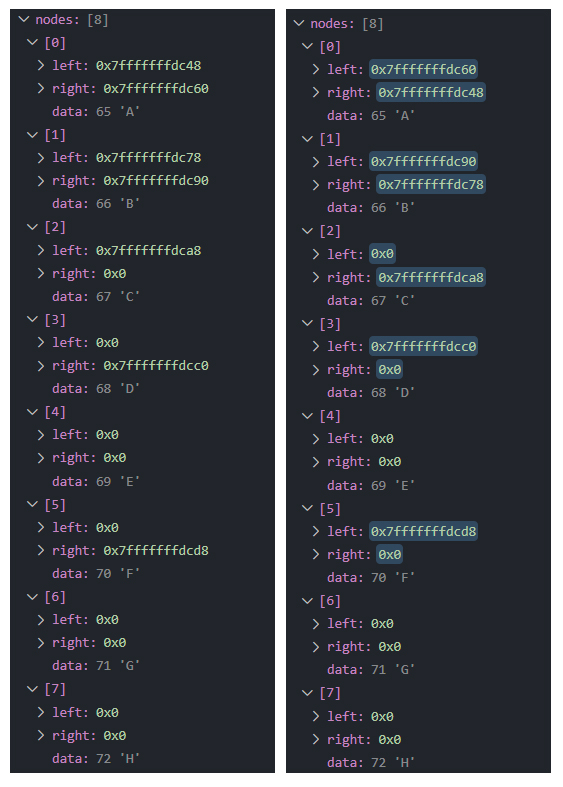 nodes: [8]
[0]
left: 0x7fffffffdc48
right: 0x7fffffffdc60
data: 65 'A'
[1]
left: 0x7fffffffdc78
right: 0x7fffffffdc90
data: 66 'B'
[2]
left: 0x7fffffffdca8
right: 0x0
data: 67 'C'
[3]
left: 0x0
right: 0x7fffffffdcc0
data: 68 'D'
[4]
left: 0x0
right: 0x0
data: 69 'E'
[5]
left: 0x0
right: 0x7fffffffdcd8
data: 70 'F'
[6]
left: 0x0
right: 0x0
data: 71 'G'
[7]
left: 0x0
right: 0x0
data: 72 'H'
nodes: [8]
[0]
left: 0x7fffffffdc60
right: 0x7fffffffdc48
data: 65 'A'
[1]
left: 0x7fffffffdc90
right: 0x7fffffffdc78
data: 66 'B'
[2]
left: 0x0
right: 0x7fffffffdca8
data: 67 'C'
[3]
left: 0x7fffffffdcc0
right: 0x0
data: 68 'D'
[4]
left: 0x0
right: 0x0
data: 69 'E'
[5]
left: 0x7fffffffdcd8
right: 0x0
data: 70 'F'
[6]
left: 0x0
right: 0x0
data: 71 'G'
[7]
left: 0x0
right: 0x0
data: 72 'H'